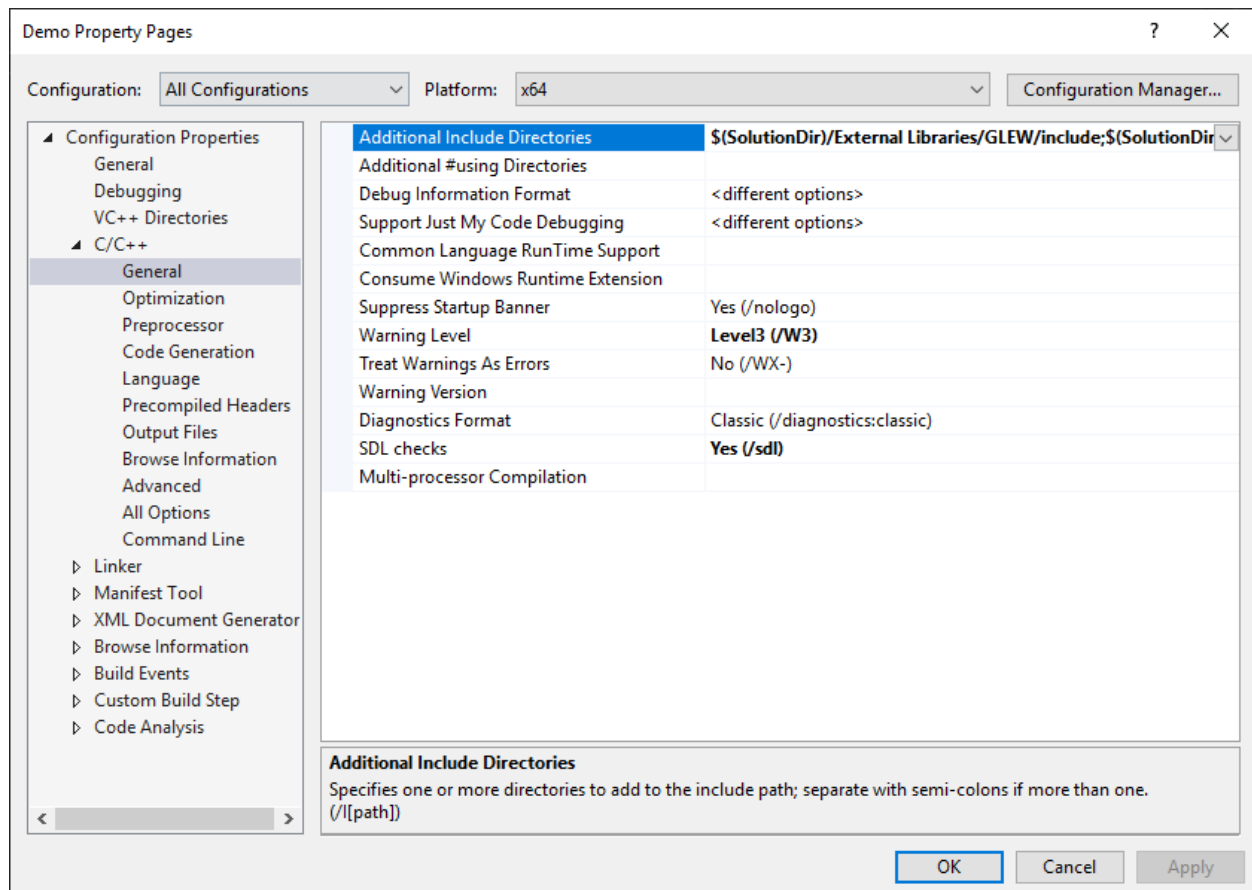 Demo Property Pages
?
Configuration: All Configurations Platform: x64 Configuration Manager...
Configuration Properties
General
Debugging
VC++ Directories
C/C++
General
Optimization
Preprocessor
Code Generation
Language
Precompiled Headers
Output Files
Browse Information
Advanced
All Options
Command Line
Linker
Manifest Tool
XML Document Generator
Browse Information
Build Events
Custom Build Step
Code Analysis
Additional Include Directories $(SolutionDir)/External Libraries/GLEW/include;$(SolutionDir
Additional #using Directories
Debug Information Format <different options>
Support Just My Code Debugging <different options>
Common Language RunTime Support
Consume Windows Runtime Extension
Suppress Startup Banner Yes (/nologo)
Warning Level Level3 (/W3)
Treat Warnings As Errors No (/WX-)
Warning Version
Diagnostics Format Classic (/diagnostics:classic)
SDL checks Yes (/sdl)
Multi-processor Compilation
Additional Include Directories
Specifies one or more directories to add to the include path; separate with semi-colons if more than one.
(/I[path])
OK Cancel Apply